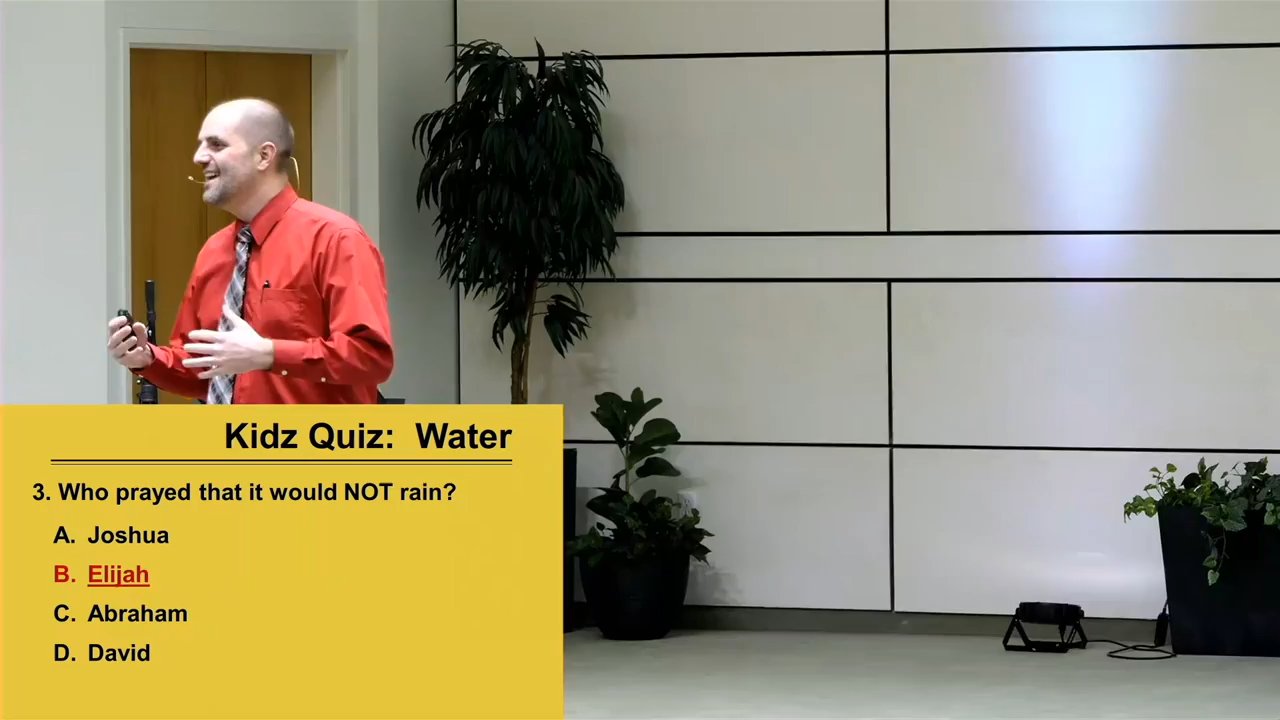 Kidz Quiz: Water
3. Who prayed that it would NOT rain?
A. Joshua
B. Elijah
C. Abraham
D. David